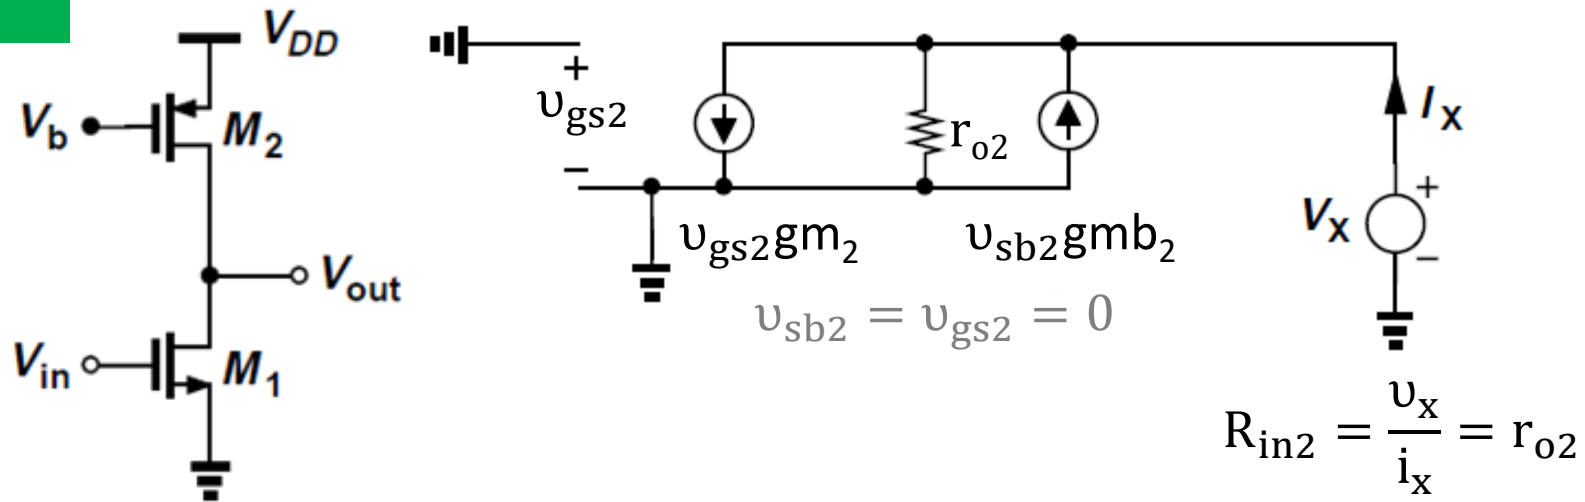 V_DD
V_b
M_2
V_out
V_in
M_1
+
υ_gs2
−
r_o2
I_X
υ_gs2gm_2
υ_sb2gmb_2
V_X
+
−
υ_sb2 = υ_gs2 = 0
R_in2 = υ_x / i_x = r_o2